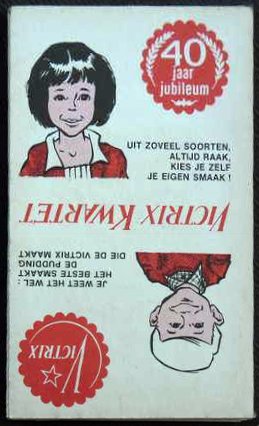 40
jaar
jubileum
UIT ZOVEEL SOORTEN,
ALTIJD RAAK,
KIES JE ZELF
JE EIGEN SMAAK!
VICTRIX KWARTET
JE WEET HET WEL:
HET BESTE SMAAKT
DE PUDDING
DIE DE VICTRIX MAAKT
VICTRIX